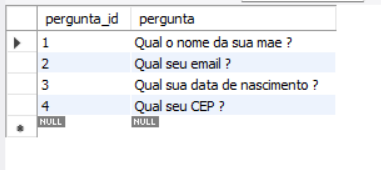 pergunta_id pergunta
1 Qual o nome da sua mae ?
2 Qual seu email ?
3 Qual sua data de nascimento ?
4 Qual seu CEP ?
NULL NULL